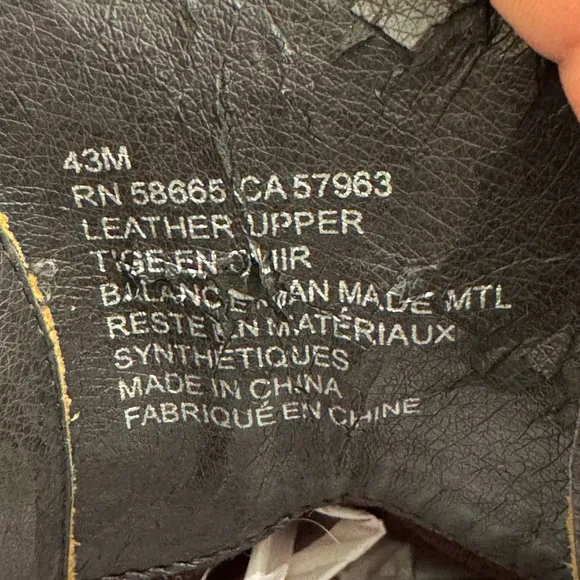 43M
RN 58665 CA 57963
LEATHER UPPER
TIGE EN CUIR
BALANCE MAN MADE MTL
RESTE EN MATÉRIAUX
SYNTHÉTIQUES
MADE IN CHINA
FABRIQUÉ EN CHINE